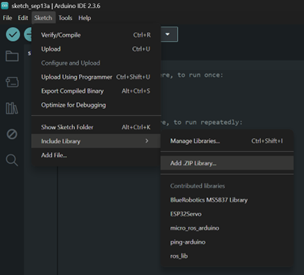 sketch_sep13a | Arduino IDE 2.3.6
File Edit Sketch Tools Help
Verify/Compile Ctrl+R
Upload Ctrl+U
Configure and Upload
Upload Using Programmer Ctrl+Shift+U
re, to run once:
Export Compiled Binary Alt+Ctrl+S
Optimize for Debugging
Show Sketch Folder Alt+Ctrl+K
re, to run repeatedly:
Include Library
Manage Libraries... Ctrl+Shift+I
Add File...
Add .ZIP Library...
Contributed libraries
BlueRobotics MS5837 Library
ESP32Servo
micro_ros_arduino
ping-arduino
ros_lib